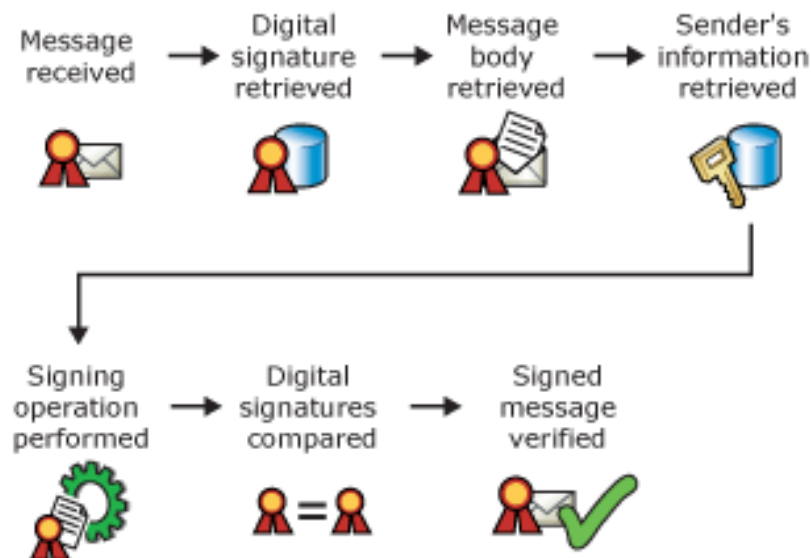 Message
received
Digital
signature
retrieved
Message
body
retrieved
Sender's
information
retrieved
Signing
operation
performed
Digital
signatures
compared
Signed
message
verified